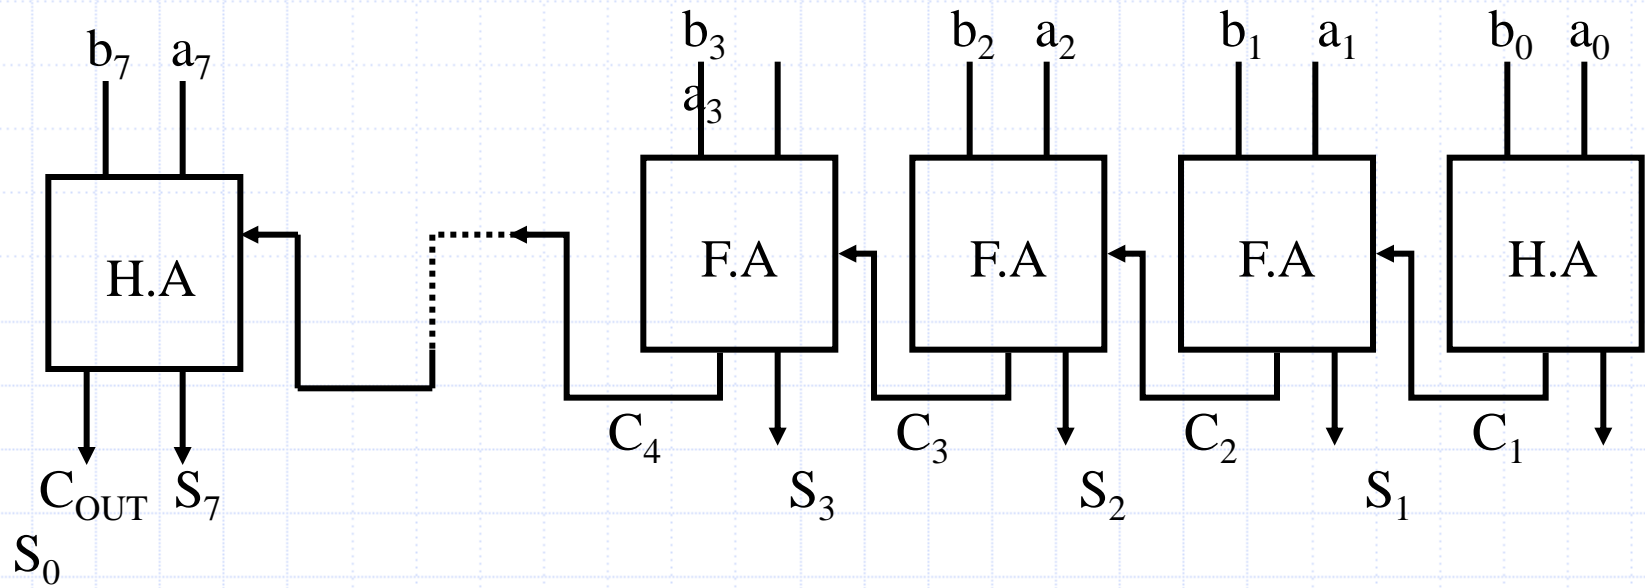 b₃ b₂ a₂ b₁ a₁ b₀ a₀
b₇ a₇
a₃
H.A F.A F.A F.A H.A
C₄ C₃ C₂ C₁
C_OUT S₇ S₃ S₂ S₁
S₀